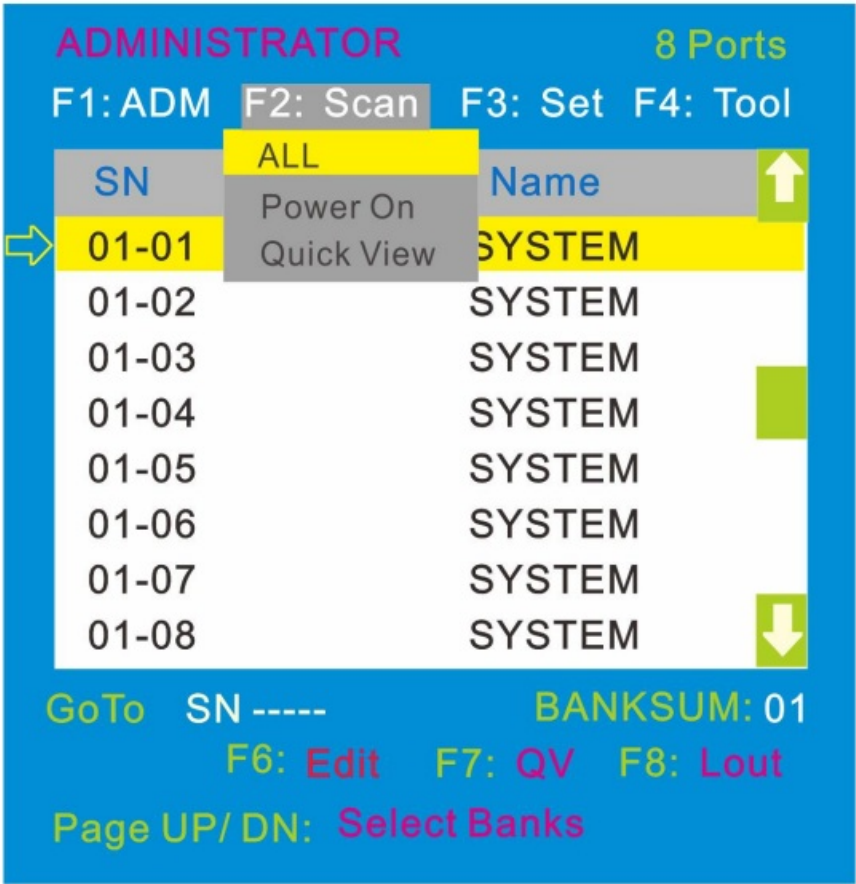 ADMINISTRATOR 8 Ports
F1: ADM F2: Scan F3: Set F4: Tool
ALL
SN Name
Power On
01-01 SYSTEM
Quick View
01-02 SYSTEM
01-03 SYSTEM
01-04 SYSTEM
01-05 SYSTEM
01-06 SYSTEM
01-07 SYSTEM
01-08 SYSTEM
GoTo SN ----- BANKSUM: 01
F6: Edit F7: QV F8: Lout
Page UP/ DN: Select Banks